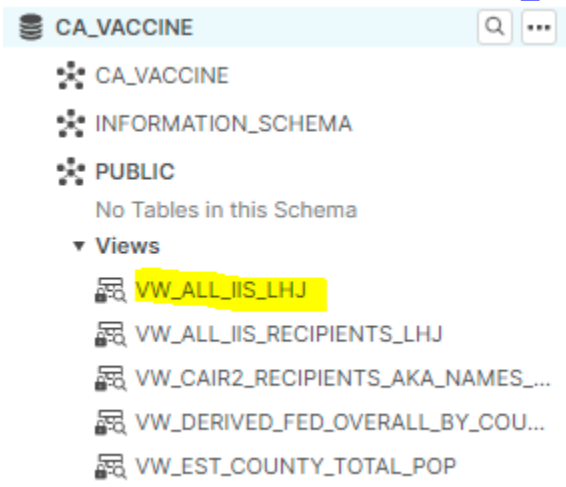 CA_VACCINE
CA_VACCINE
INFORMATION_SCHEMA
PUBLIC
No Tables in this Schema
Views
VW_ALL_IIS_LHJ
VW_ALL_IIS_RECIPIENTS_LHJ
VW_CAIR2_RECIPIENTS_AKA_NAMES_...
VW_DERIVED_FED_OVERALL_BY_COU...
VW_EST_COUNTY_TOTAL_POP